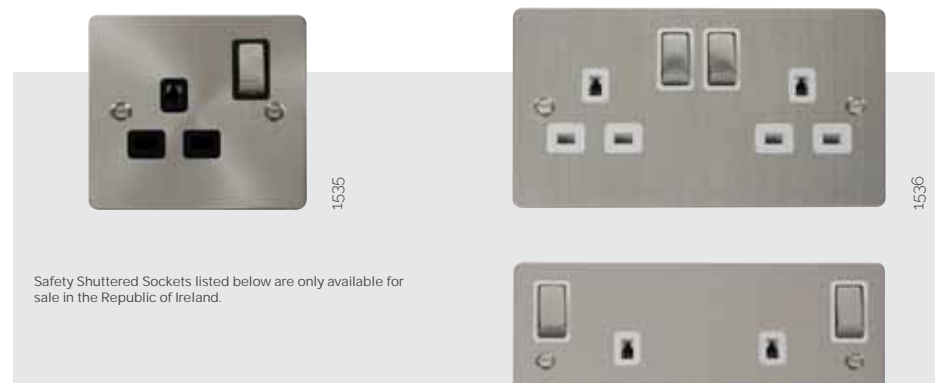 1535
1536
Safety Shuttered Sockets listed below are only available for
sale in the Republic of Ireland.